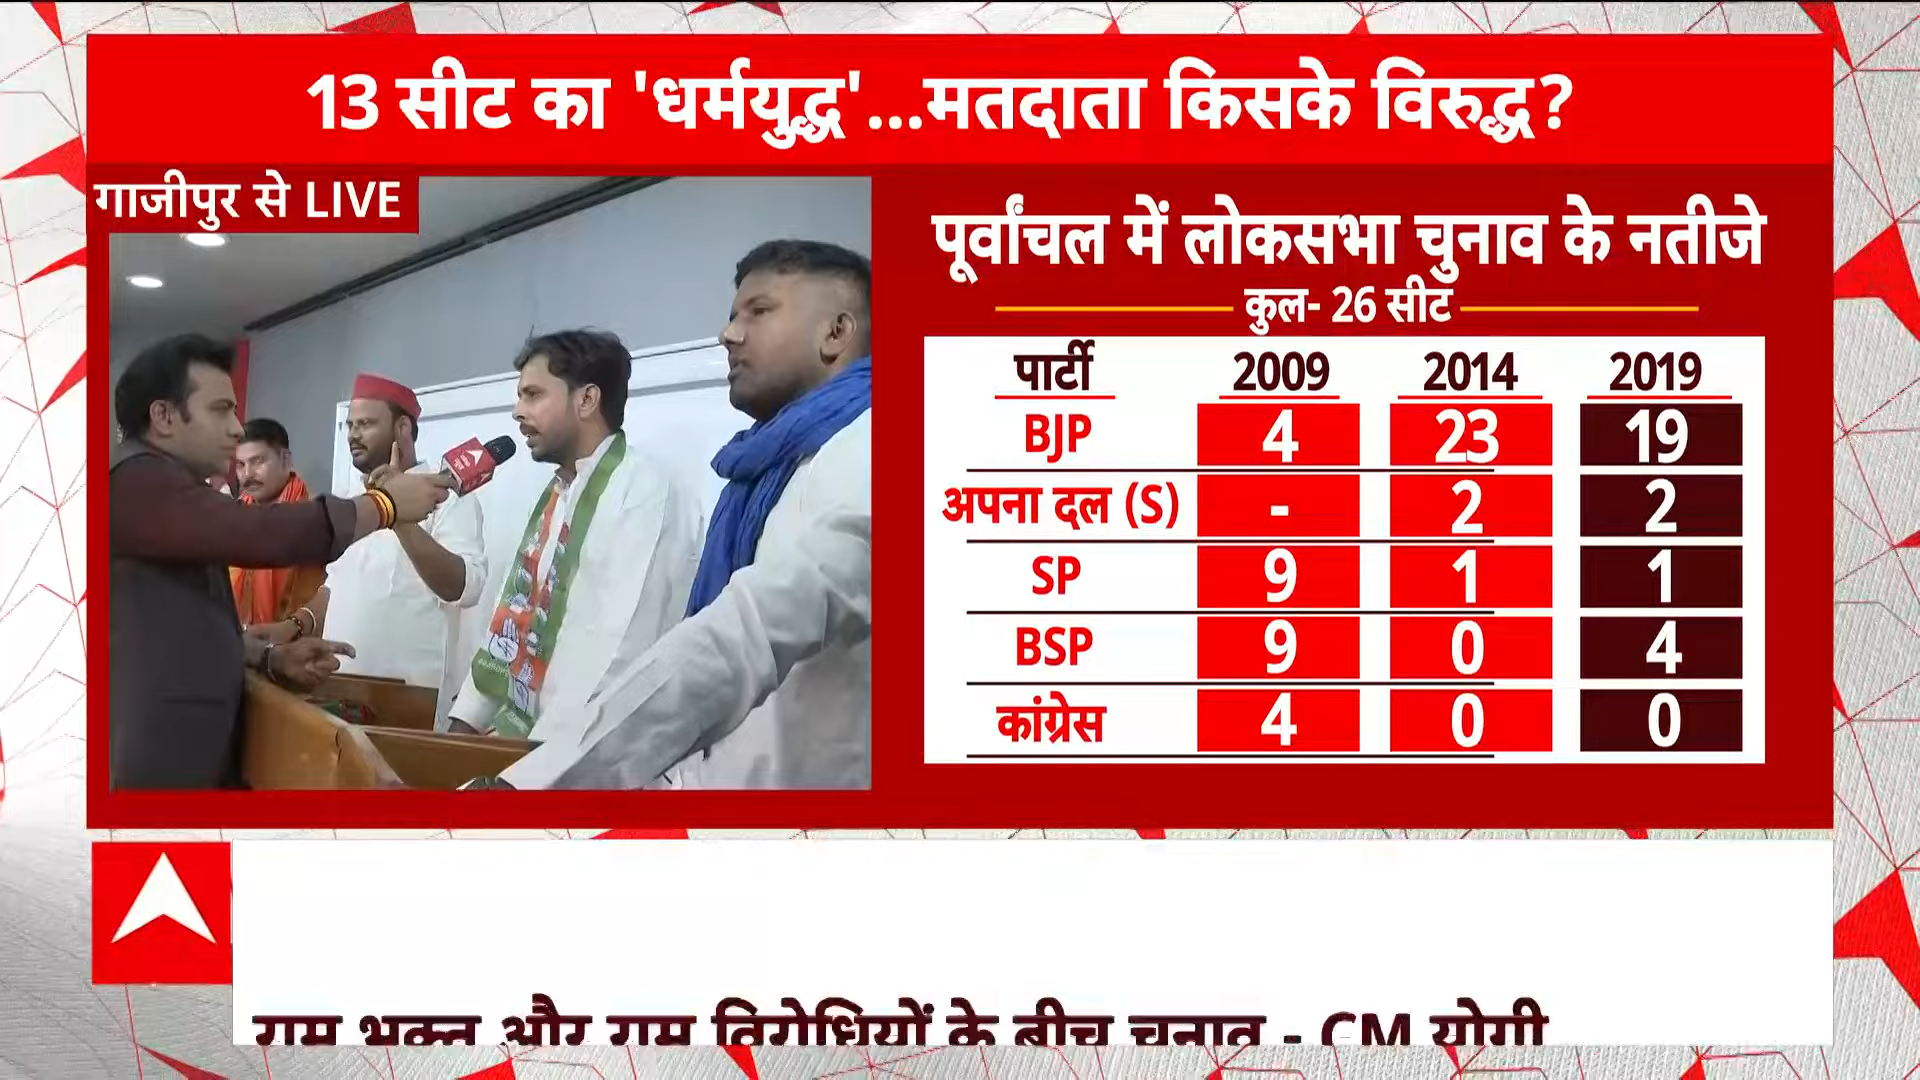 13 सीट का 'धर्मयुद्ध'...मतदाता किसके विरुद्ध?
गाजीपुर से LIVE
पूर्वांचल में लोकसभा चुनाव के नतीजे
कुल- 26 सीट
पार्टी 2009 2014 2019
BJP 4 23 19
अपना दल (S) - 2 2
SP 9 1 1
BSP 9 0 4
कांग्रेस 4 0 0
राम भक्त और राम विरोधियों के बीच चुनाव - CM योगी